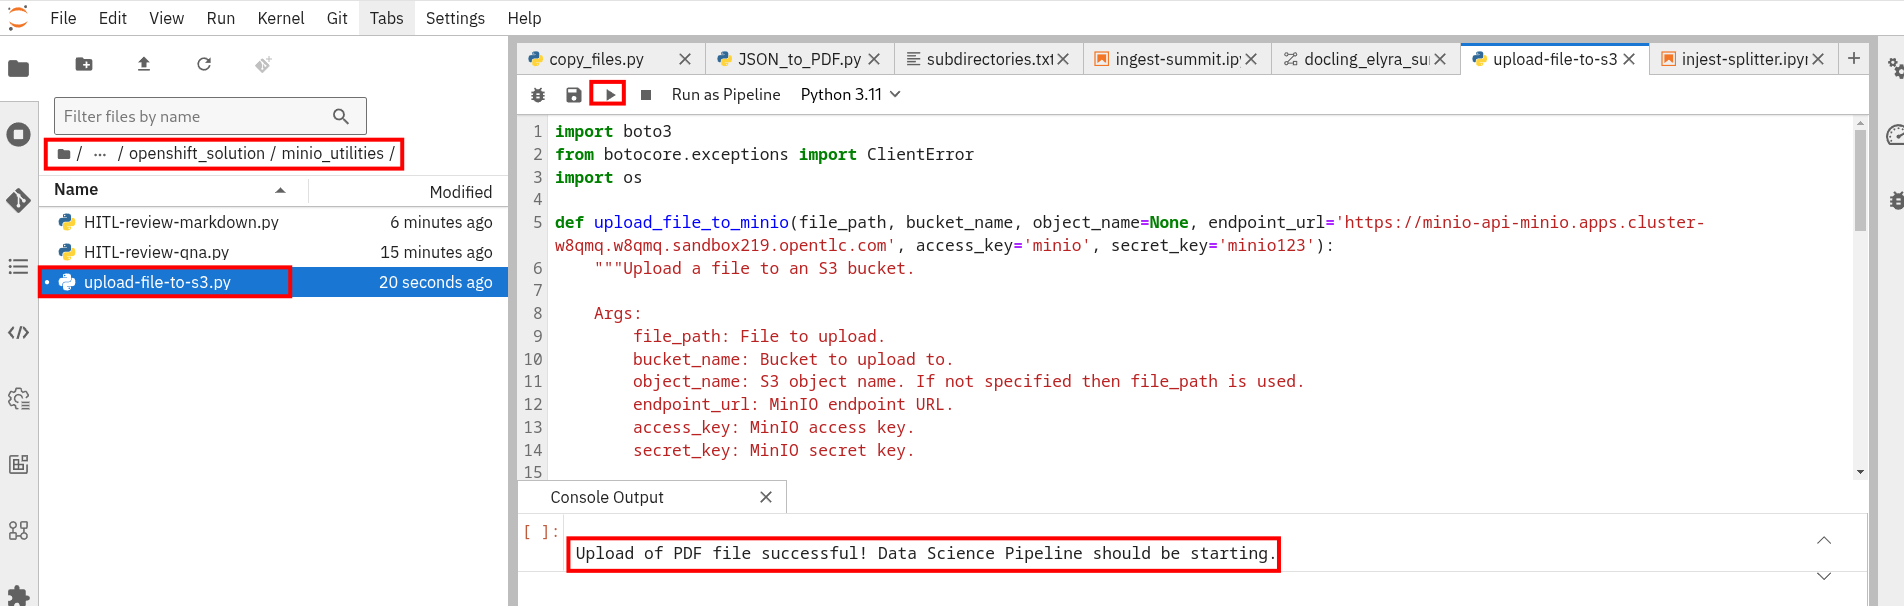 File Edit View Run Kernel Git Tabs Settings Help
copy_files.py JSON_to_PDF.py subdirectories.txt ingest-summit.ipy docling_elyra_su upload-file-to-s3 injest-splitter.ipyn
Run as Pipeline Python 3.11
Filter files by name
/ ··· / openshift_solution / minio_utilities /
Name Modified
HITL-review-markdown.py 6 minutes ago
HITL-review-qna.py 15 minutes ago
upload-file-to-s3.py 20 seconds ago
1 import boto3
2 from botocore.exceptions import ClientError
3 import os
4
5 def upload_file_to_minio(file_path, bucket_name, object_name=None, endpoint_url='https://minio-api-minio.apps.cluster-
w8qmq.w8qmq.sandbox219.opentlc.com', access_key='minio', secret_key='minio123'):
6 """Upload a file to an S3 bucket.
7
8 Args:
9 file_path: File to upload.
10 bucket_name: Bucket to upload to.
11 object_name: S3 object name. If not specified then file_path is used.
12 endpoint_url: MinIO endpoint URL.
13 access_key: MinIO access key.
14 secret_key: MinIO secret key.
15
Console Output
[ ]:
Upload of PDF file successful! Data Science Pipeline should be starting.